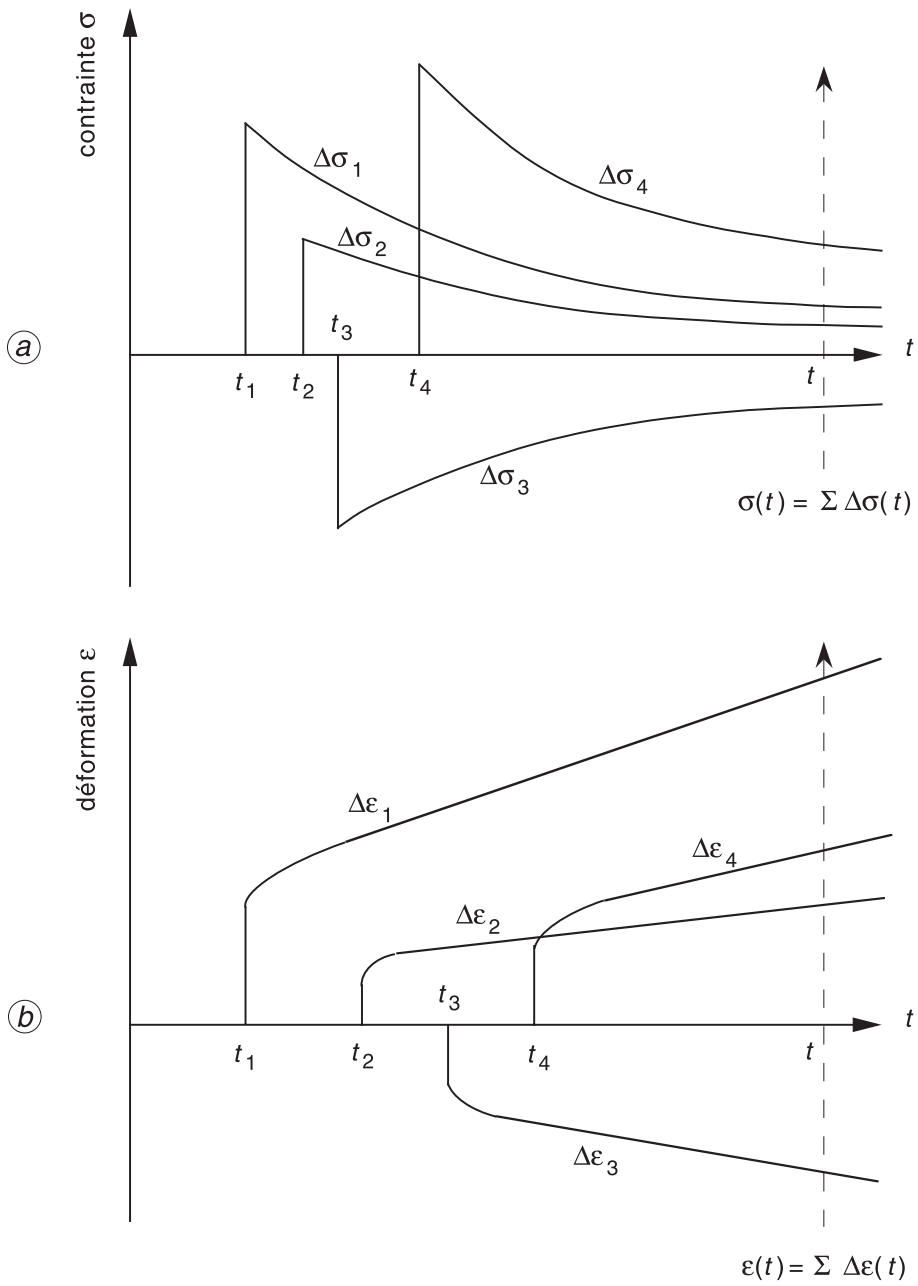 contrainte σ
Δσ1
Δσ4
Δσ2
t3
a
t
t1 t2 t4 t
Δσ3
σ(t) = Σ Δσ(t)
déformation ε
Δε1
Δε4
Δε2
t3
b
t
t1 t2 t4 t
Δε3
ε(t) = Σ Δε(t)